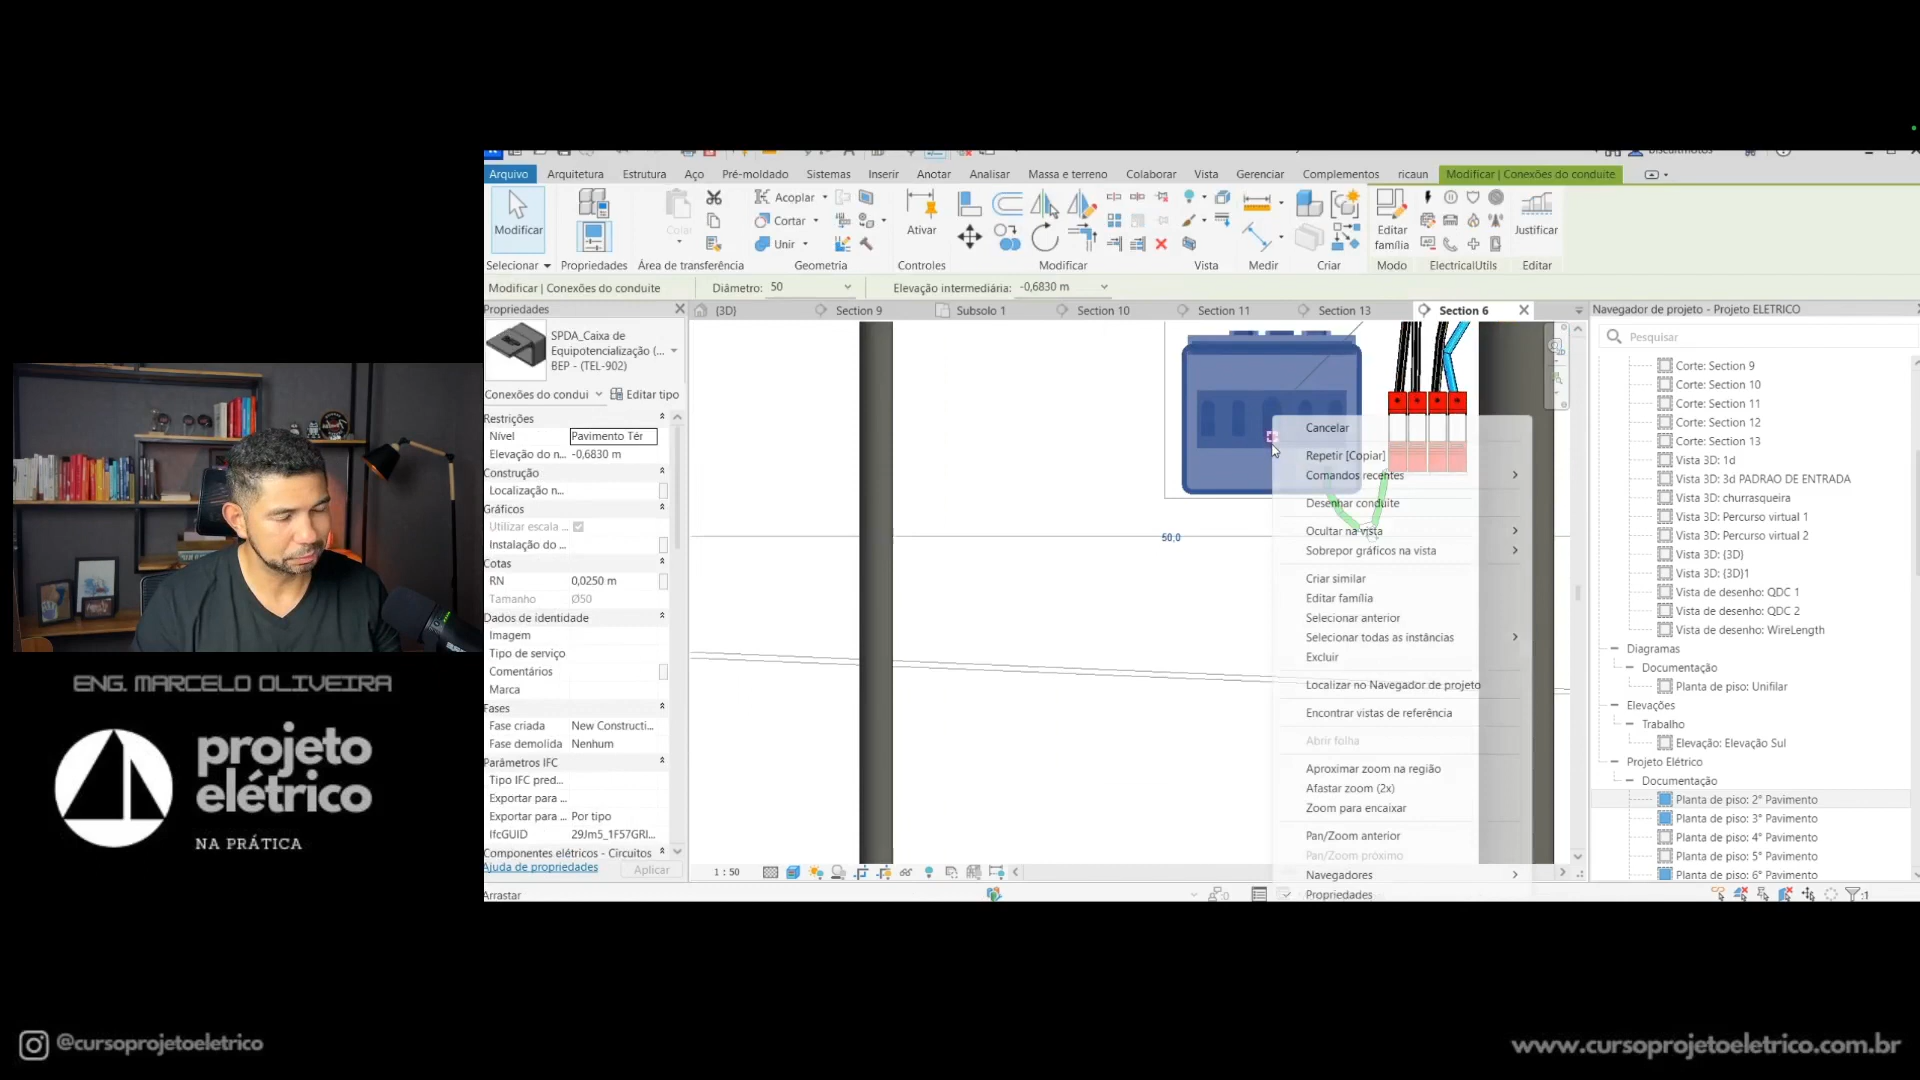 Arquivo Arquitetura Estrutura Aço Pré-moldado Sistemas Inserir Anotar Analisar Massa e terreno Colaborar Vista Gerenciar Complementos ricaun Modificar | Conexões do conduite
Modificar
Colar
Acoplar
Cortar
Unir
Ativar
Editar
família
Justificar
Selecionar Propriedades Área de transferência Geometria Controles Modificar Vista Medir Criar Modo ElectricalUtils Editar
Modificar | Conexões do conduite Diâmetro: 50 Elevação intermediária: -0,6830 m
Propriedades
{3D} Section 9 Subsolo 1 Section 10 Section 11 Section 13 Section 6
SPDA_Caixa de
Equipotencialização (...
BEP - (TEL-902)
Conexões do condui Editar tipo
Restrições
Nível Pavimento Tér
Elevação do n... -0,6830 m
Construção
Localização n...
Gráficos
Utilizar escala ...
Instalação do ...
Cotas
RN 0,0250 m
Tamanho Ø50
Dados de identidade
Imagem
Tipo de serviço
Comentários
Marca
Fases
Fase criada New Constructi...
Fase demolida Nenhum
Parâmetros IFC
Tipo IFC pred...
Exportar para ...
Exportar para ... Por tipo
IfcGUID 29Jm5_1F57GRI...
Componentes elétricos - Circuitos
Ajuda de propriedades Aplicar
Arrastar
50,0
1 : 50
Cancelar
Repetir [Copiar]
Comandos recentes
Desenhar conduite
Ocultar na vista
Sobrepor gráficos na vista
Criar similar
Editar família
Selecionar anterior
Selecionar todas as instâncias
Excluir
Localizar no Navegador de projeto
Encontrar vistas de referência
Abrir folha
Aproximar zoom na região
Afastar zoom (2x)
Zoom para encaixar
Pan/Zoom anterior
Pan/Zoom próximo
Navegadores
Propriedades
Navegador de projeto - Projeto ELETRICO
Pesquisar
Corte: Section 9
Corte: Section 10
Corte: Section 11
Corte: Section 12
Corte: Section 13
Vista 3D: 1d
Vista 3D: 3d PADRAO DE ENTRADA
Vista 3D: churrasqueira
Vista 3D: Percurso virtual 1
Vista 3D: Percurso virtual 2
Vista 3D: {3D}
Vista 3D: {3D}1
Vista de desenho: QDC 1
Vista de desenho: QDC 2
Vista de desenho: WireLength
Diagramas
Documentação
Planta de piso: Unifilar
Elevações
Trabalho
Elevação: Elevação Sul
Projeto Elétrico
Documentação
Planta de piso: 2° Pavimento
Planta de piso: 3° Pavimento
Planta de piso: 4° Pavimento
Planta de piso: 5° Pavimento
Planta de piso: 6° Pavimento
:1
ENG. MARCELO OLIVEIRA
projeto
elétrico
NA PRÁTICA
@cursoprojetoeletrico
www.cursoprojetoeletrico.com.br